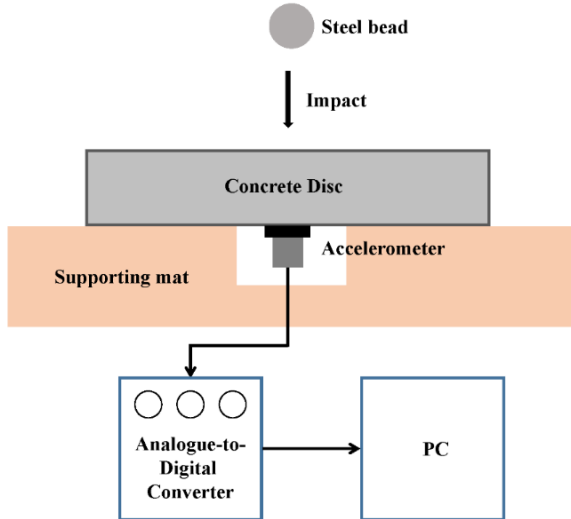 Steel bead
Impact
Concrete Disc
Accelerometer
Supporting mat
Analogue-to-
Digital
Converter
PC